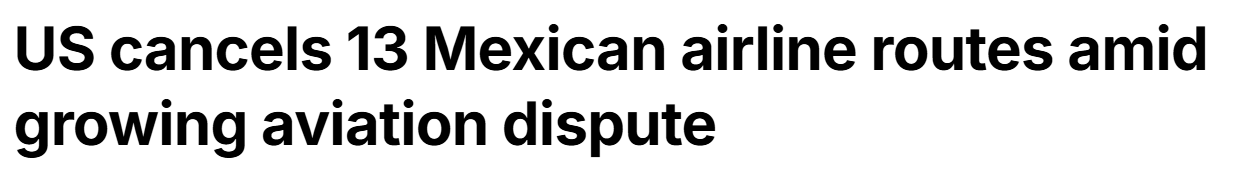 US cancels 13 Mexican airline routes amid
growing aviation dispute